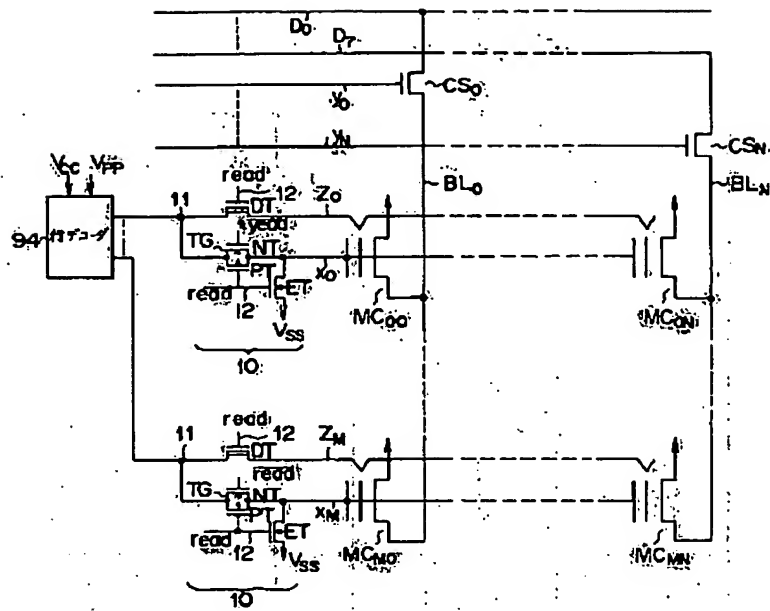 D₀
D₇
CS₀
y₀
yN
CSN
VCC VPP
read
BL₀
BLN
12
Z₀
11
DT
94 行デコーダ
read
TG NT
PT
x₀
read
ET
12
MC₀₀
MC₀N
VSS
10
read
11
12
ZM
DT
read
TG NT
PT
xM
read
ET
12
MCM₀
MCMN
VSS
10